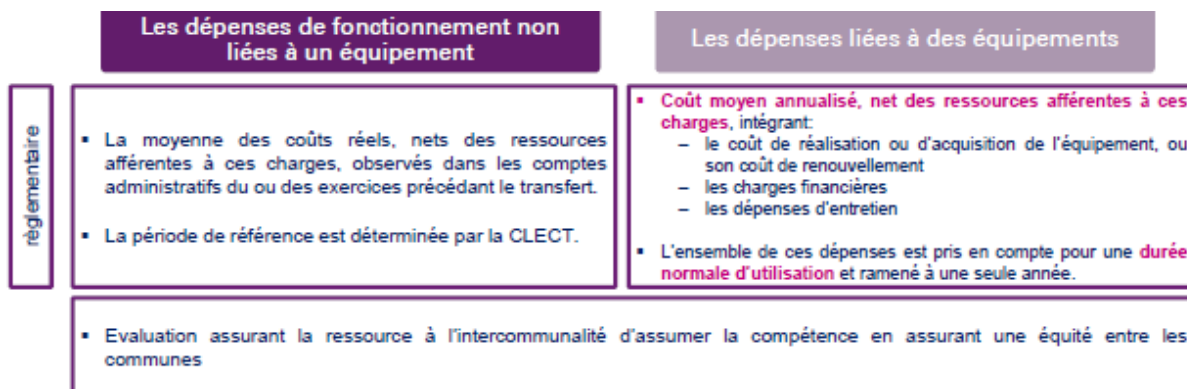 Les dépenses de fonctionnement non
liées à un équipement
Les dépenses liées à des équipements
règlementaire
▪ La moyenne des coûts réels, nets des ressources
afférentes à ces charges, observés dans les comptes
administratifs du ou des exercices précédant le transfert.
▪ La période de référence est déterminée par la CLECT.
▪ Coût moyen annualisé, net des ressources afférentes à ces
charges, intégrant:
– le coût de réalisation ou d'acquisition de l'équipement, ou
son coût de renouvellement
– les charges financières
– les dépenses d'entretien
▪ L'ensemble de ces dépenses est pris en compte pour une durée
normale d'utilisation et ramené à une seule année.
▪ Evaluation assurant la ressource à l'intercommunalité d'assumer la compétence en assurant une équité entre les
communes